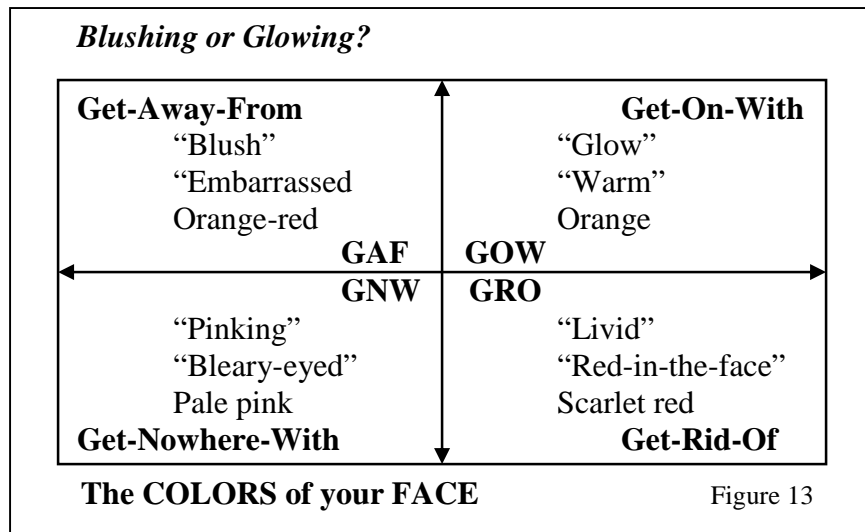 Blushing or Glowing?
Get-Away-From
“Blush”
“Embarrassed
Orange-red
GAF
Get-On-With
“Glow”
“Warm”
Orange
GOW
GNW
“Pinking”
“Bleary-eyed”
Pale pink
Get-Nowhere-With
GRO
“Livid”
“Red-in-the-face”
Scarlet red
Get-Rid-Of
The COLORS of your FACE
Figure 13